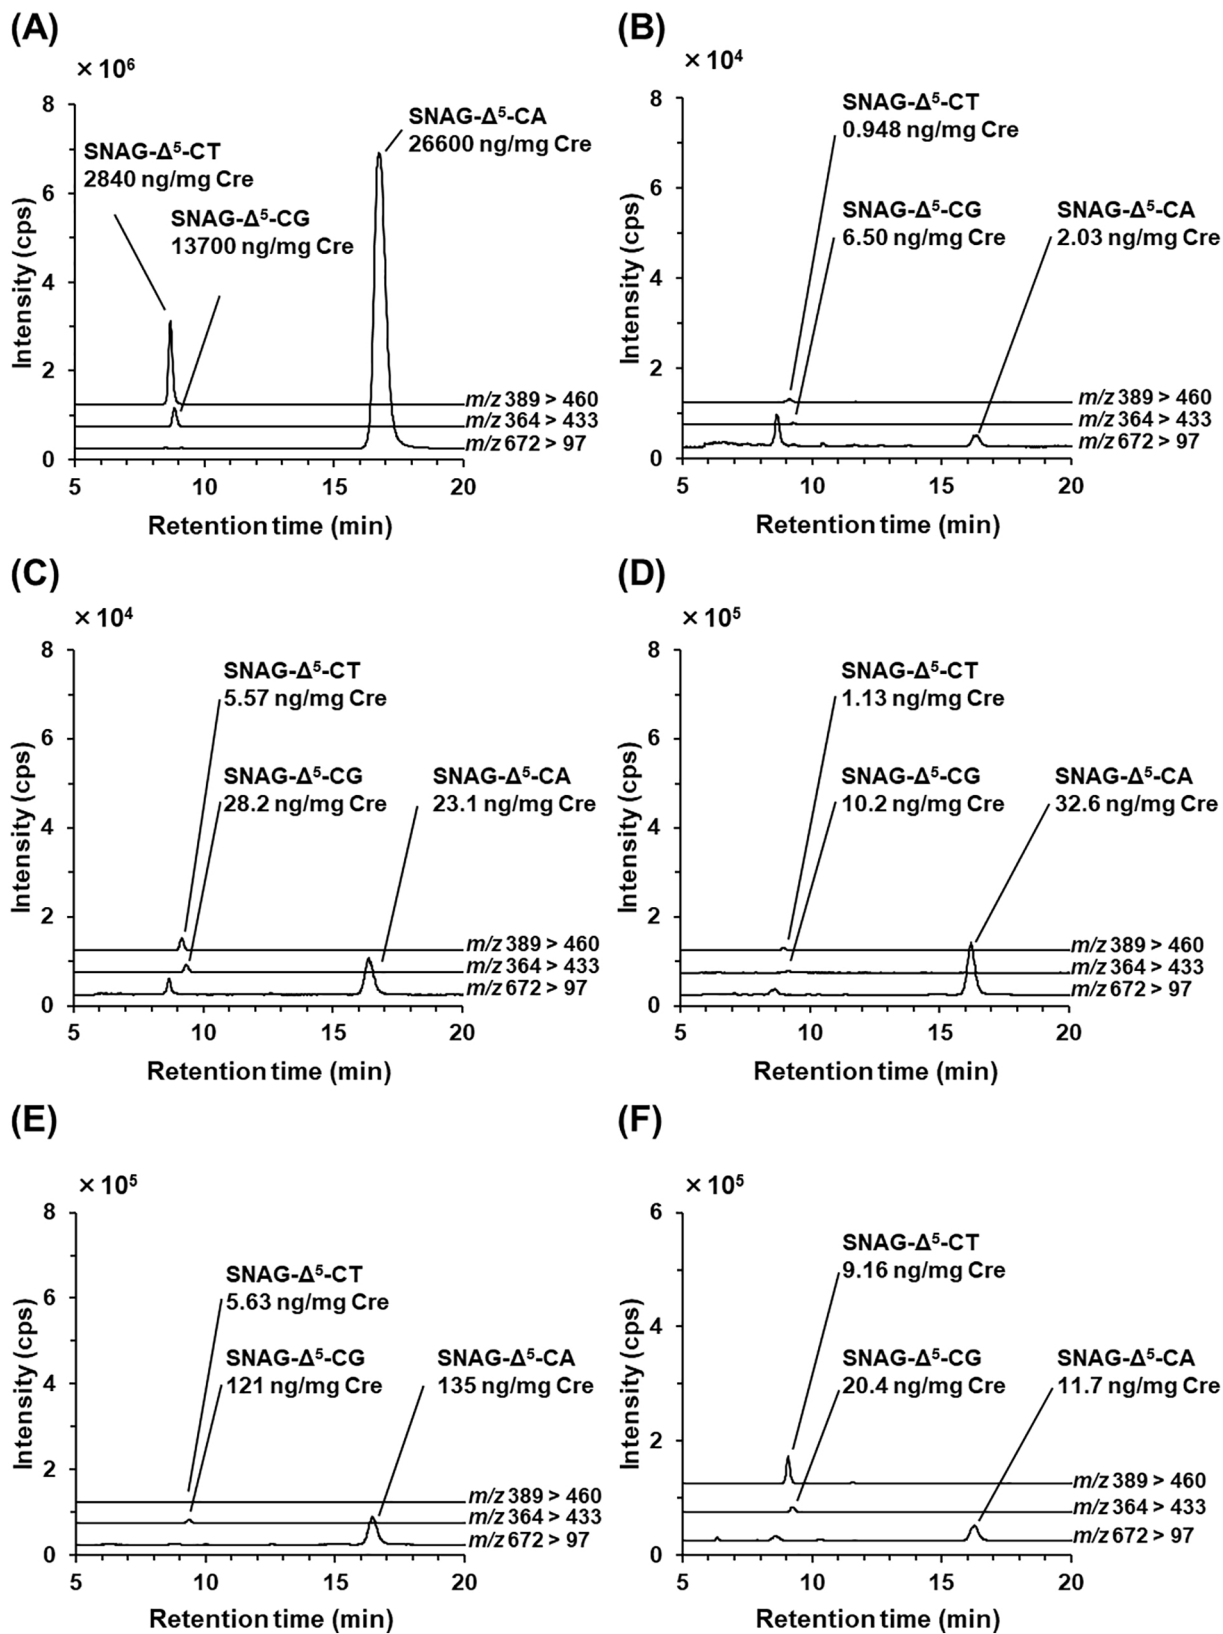 (A)
× 10⁶
8
6
4
2
0
Intensity (cps)
SNAG-Δ⁵-CT
2840 ng/mg Cre
SNAG-Δ⁵-CG
13700 ng/mg Cre
SNAG-Δ⁵-CA
26600 ng/mg Cre
m/z 389 > 460
m/z 364 > 433
m/z 672 > 97
5 10 15 20
Retention time (min)
(B)
× 10⁴
8
6
4
2
0
Intensity (cps)
SNAG-Δ⁵-CT
0.948 ng/mg Cre
SNAG-Δ⁵-CG
6.50 ng/mg Cre
SNAG-Δ⁵-CA
2.03 ng/mg Cre
m/z 389 > 460
m/z 364 > 433
m/z 672 > 97
5 10 15 20
Retention time (min)
(C)
× 10⁴
8
6
4
2
0
Intensity (cps)
SNAG-Δ⁵-CT
5.57 ng/mg Cre
SNAG-Δ⁵-CG
28.2 ng/mg Cre
SNAG-Δ⁵-CA
23.1 ng/mg Cre
m/z 389 > 460
m/z 364 > 433
m/z 672 > 97
5 10 15 20
Retention time (min)
(D)
× 10⁵
8
6
4
2
0
Intensity (cps)
SNAG-Δ⁵-CT
1.13 ng/mg Cre
SNAG-Δ⁵-CG
10.2 ng/mg Cre
SNAG-Δ⁵-CA
32.6 ng/mg Cre
m/z 389 > 460
m/z 364 > 433
m/z 672 > 97
5 10 15 20
Retention time (min)
(E)
× 10⁵
8
6
4
2
0
Intensity (cps)
SNAG-Δ⁵-CT
5.63 ng/mg Cre
SNAG-Δ⁵-CG
121 ng/mg Cre
SNAG-Δ⁵-CA
135 ng/mg Cre
m/z 389 > 460
m/z 364 > 433
m/z 672 > 97
5 10 15 20
Retention time (min)
(F)
× 10⁵
6
4
2
0
Intensity (cps)
SNAG-Δ⁵-CT
9.16 ng/mg Cre
SNAG-Δ⁵-CG
20.4 ng/mg Cre
SNAG-Δ⁵-CA
11.7 ng/mg Cre
m/z 389 > 460
m/z 364 > 433
m/z 672 > 97
5 10 15 20
Retention time (min)